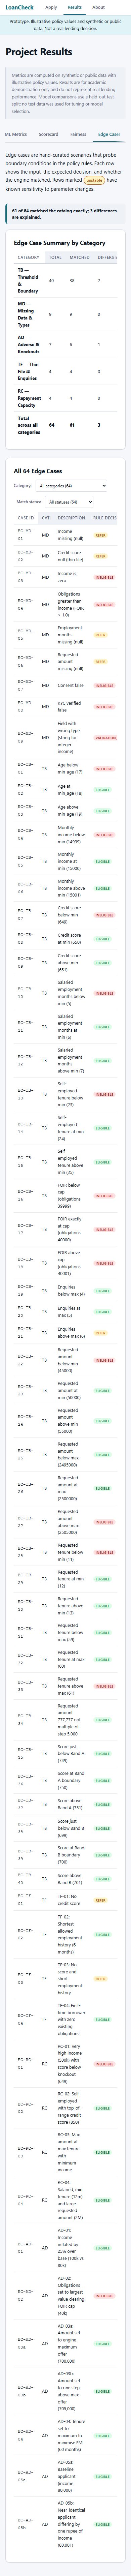 LoanCheck Apply Results About
Prototype. Illustrative policy values and synthetic or public data. Not a real lending decision.
Project Results
Metrics are computed on synthetic or public data with illustrative policy values. Results are for academic demonstration only and do not represent real lending performance. Model comparisons use a held-out test split; no test data was used for tuning or model selection.
ML Metrics Scorecard Fairness Edge Cases
Edge cases are hand-curated scenarios that probe boundary conditions in the policy rules. Each case shows the input, the expected decision, and whether the engine matched. Rows marked unstable have known sensitivity to parameter changes.
61 of 64 matched the catalog exactly; 3 differences are explained.
Edge Case Summary by Category
CATEGORY TOTAL MATCHED DIFFERS
TB — Threshold & Boundary 40 38 2
MD — Missing Data & Types 9 9 0
AD — Adverse & Knockouts 7 6 1
TF — Thin File & Enquiries 4 4 0
RC — Repayment Capacity 4 4 0
Total across all categories 64 61 3
All 64 Edge Cases
Category: All categories (64)
Match status: All statuses (64)
CASE ID CAT DESCRIPTION RULE DECIS
EC-MD-01 MD Income missing (null) REFER
EC-MD-02 MD Credit score null (thin file) REFER
EC-MD-03 MD Income is zero INELIGIBLE
EC-MD-04 MD Obligations greater than income (FOIR > 1.0) INELIGIBLE
EC-MD-05 MD Employment months missing (null) REFER
EC-MD-06 MD Requested amount missing (null) REFER
EC-MD-07 MD Consent false INELIGIBLE
EC-MD-08 MD KYC verified false INELIGIBLE
EC-MD-09 MD Field with wrong type (string for integer income) VALIDATION_
EC-TB-01 TB Age below min_age (17) INELIGIBLE
EC-TB-02 TB Age at min_age (18) ELIGIBLE
EC-TB-03 TB Age above min_age (19) ELIGIBLE
EC-TB-04 TB Monthly income below min (14999) INELIGIBLE
EC-TB-05 TB Monthly income at min (15000) ELIGIBLE
EC-TB-06 TB Monthly income above min (15001) ELIGIBLE
EC-TB-07 TB Credit score below min (649) INELIGIBLE
EC-TB-08 TB Credit score at min (650) ELIGIBLE
EC-TB-09 TB Credit score above min (651) ELIGIBLE
EC-TB-10 TB Salaried employment months below min (5) INELIGIBLE
EC-TB-11 TB Salaried employment months at min (6) ELIGIBLE
EC-TB-12 TB Salaried employment months above min (7) ELIGIBLE
EC-TB-13 TB Self-employed tenure below min (23) INELIGIBLE
EC-TB-14 TB Self-employed tenure at min (24) ELIGIBLE
EC-TB-15 TB Self-employed tenure above min (25) ELIGIBLE
EC-TB-16 TB FOIR below cap (obligations 39999) INELIGIBLE
EC-TB-17 TB FOIR exactly at cap (obligations 40000) INELIGIBLE
EC-TB-18 TB FOIR above cap (obligations 40001) INELIGIBLE
EC-TB-19 TB Enquiries below max (4) ELIGIBLE
EC-TB-20 TB Enquiries at max (5) ELIGIBLE
EC-TB-21 TB Enquiries above max (6) REFER
EC-TB-22 TB Requested amount below min (45000) INELIGIBLE
EC-TB-23 TB Requested amount at min (50000) ELIGIBLE
EC-TB-24 TB Requested amount above min (55000) ELIGIBLE
EC-TB-25 TB Requested amount below max (2495000) ELIGIBLE
EC-TB-26 TB Requested amount at max (2500000) ELIGIBLE
EC-TB-27 TB Requested amount above max (2505000) INELIGIBLE
EC-TB-28 TB Requested tenure below min (11) INELIGIBLE
EC-TB-29 TB Requested tenure at min (12) ELIGIBLE
EC-TB-30 TB Requested tenure above min (13) ELIGIBLE
EC-TB-31 TB Requested tenure below max (59) ELIGIBLE
EC-TB-32 TB Requested tenure at max (60) ELIGIBLE
EC-TB-33 TB Requested tenure above max (61) INELIGIBLE
EC-TB-34 TB Requested amount 777,777 not multiple of step 5,000 ELIGIBLE
EC-TB-35 TB Score just below Band A (749) ELIGIBLE
EC-TB-36 TB Score at Band A boundary (750) ELIGIBLE
EC-TB-37 TB Score above Band A (751) ELIGIBLE
EC-TB-38 TB Score just below Band B (699) ELIGIBLE
EC-TB-39 TB Score at Band B boundary (700) ELIGIBLE
EC-TB-40 TB Score above Band B (701) ELIGIBLE
EC-TF-01 TF TF-01: No credit score REFER
EC-TF-02 TF TF-02: Shortest allowed employment history (6 months) ELIGIBLE
EC-TF-03 TF TF-03: No score and short employment history REFER
EC-TF-04 TF TF-04: First-time borrower with zero existing obligations ELIGIBLE
EC-RC-01 RC RC-01: Very high income (500k) with score below knockout (649) INELIGIBLE
EC-RC-02 RC RC-02: Self-employed with top-of-range credit score (850) ELIGIBLE
EC-RC-03 RC RC-03: Max amount at max tenure with minimum income ELIGIBLE
EC-RC-04 RC RC-04: Salaried, min tenure (12m) and large requested amount (2M) ELIGIBLE
EC-AD-01 AD AD-01: Income inflated by 25% over base (100k vs 80k) ELIGIBLE
EC-AD-02 AD AD-02: Obligations set to largest value clearing FOIR cap (40k) INELIGIBLE
EC-AD-03a AD AD-03a: Amount set to engine maximum offer (700,000) ELIGIBLE
EC-AD-03b AD AD-03b: Amount set to one step above max offer (705,000) ELIGIBLE
EC-AD-04 AD AD-04: Tenure set to maximum to minimise EMI (60 months) ELIGIBLE
EC-AD-05a AD AD-05a: Baseline applicant (income 80,000) ELIGIBLE
EC-AD-05b AD AD-05b: Near-identical applicant differing by one rupee of income (80,001) ELIGIBLE